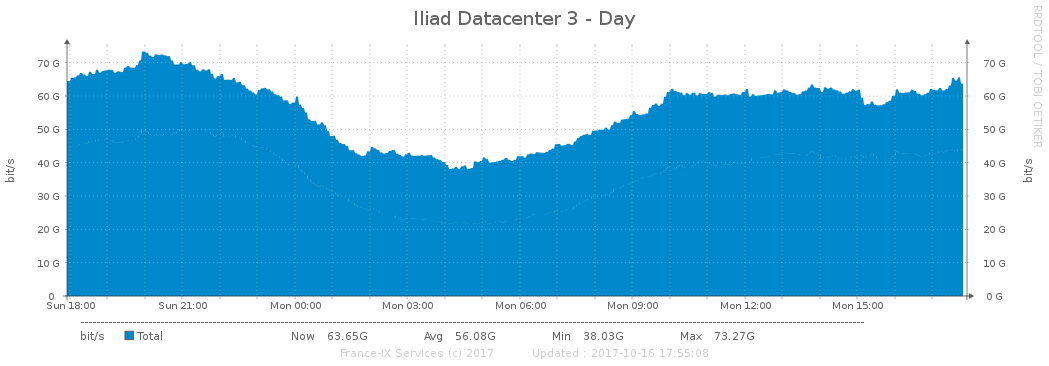 Iliad Datacenter 3 - Day
RRDTOOL / TOBI OETIKER
bit/s
bit/s
70 G
60 G
50 G
40 G
30 G
20 G
10 G
0
70 G
60 G
50 G
40 G
30 G
20 G
10 G
0 G
Sun 18:00 Sun 21:00 Mon 00:00 Mon 03:00 Mon 06:00 Mon 09:00 Mon 12:00 Mon 15:00
bit/s Total Now 63.65G Avg 56.08G Min 38.03G Max 73.27G
France-IX Services (c) 2017 Updated : 2017-10-16 17:55:08